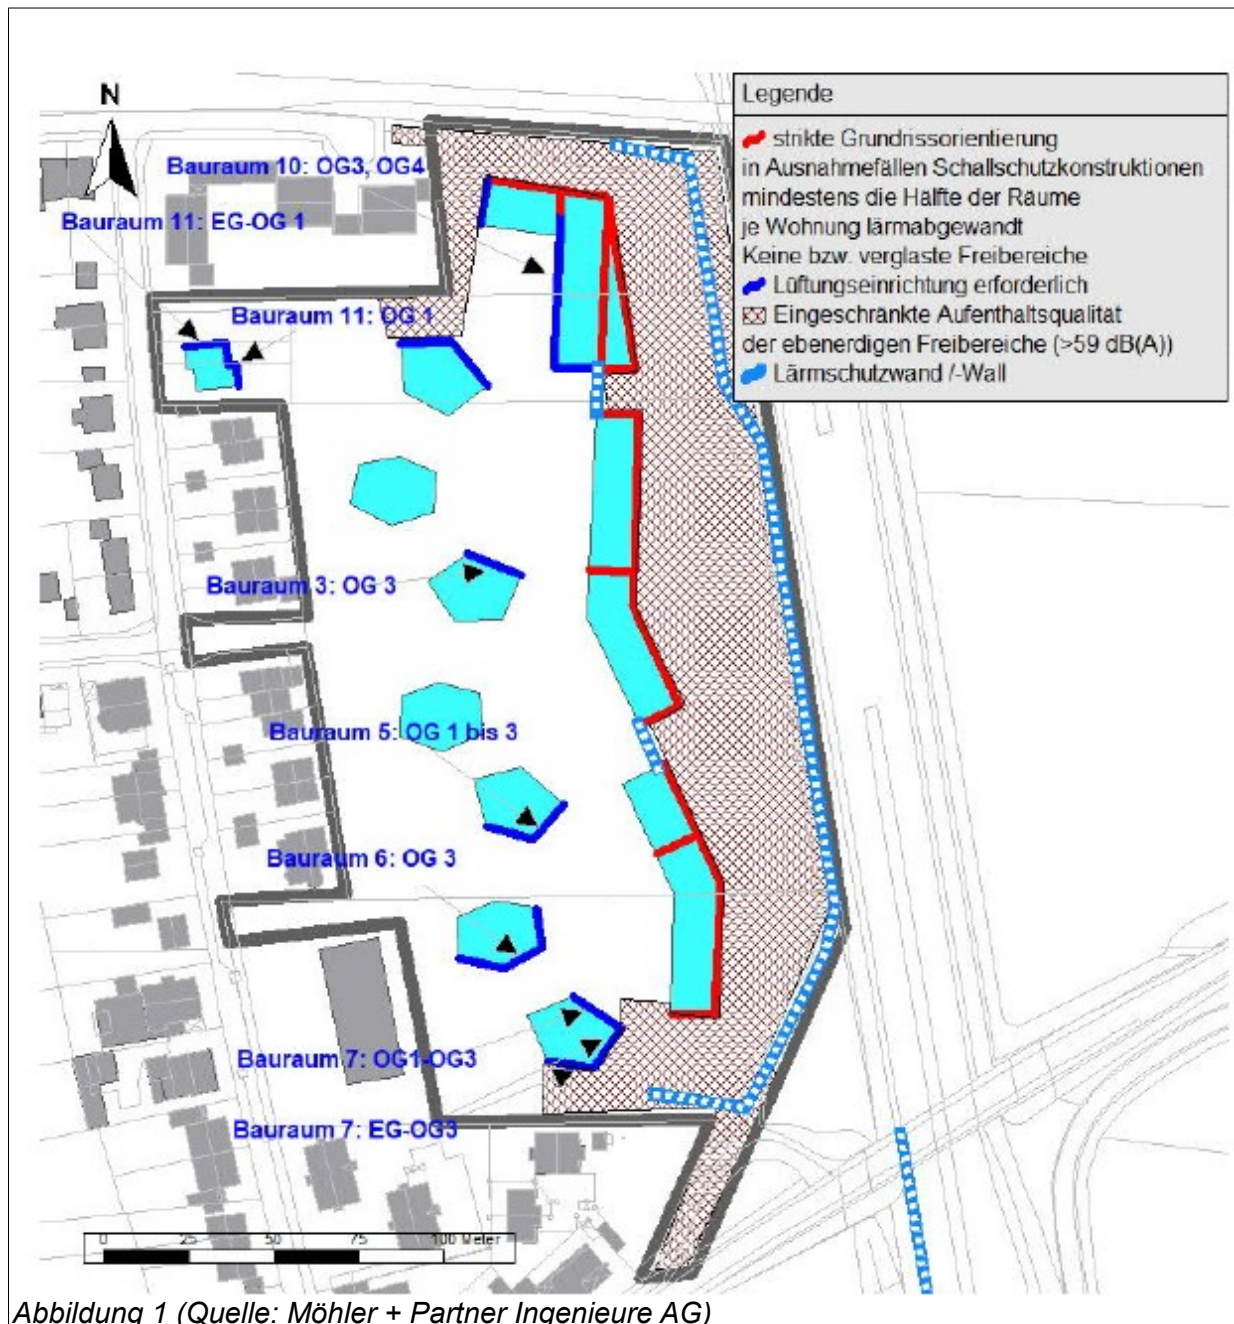 N
Legende
strikte Grundrissorientierung
in Ausnahmefällen Schallschutzkonstruktionen
mindestens die Hälfte der Räume
je Wohnung lärmabgewandt
Keine bzw. verglaste Freibereiche
Lüftungseinrichtung erforderlich
Eingeschränkte Aufenthaltsqualität
der ebenerdigen Freibereiche (>59 dB(A))
Lärmschutzwand /-Wall
Bauraum 10: OG3, OG4
Bauraum 11: EG-OG 1
Bauraum 11: OG 1
Bauraum 3: OG 3
Bauraum 5: OG 1 bis 3
Bauraum 6: OG 3
Bauraum 7: OG1-OG3
Bauraum 7: EG-OG3
0 25 50 75 100 Meter
Abbildung 1 (Quelle: Möhler + Partner Ingenieure AG)